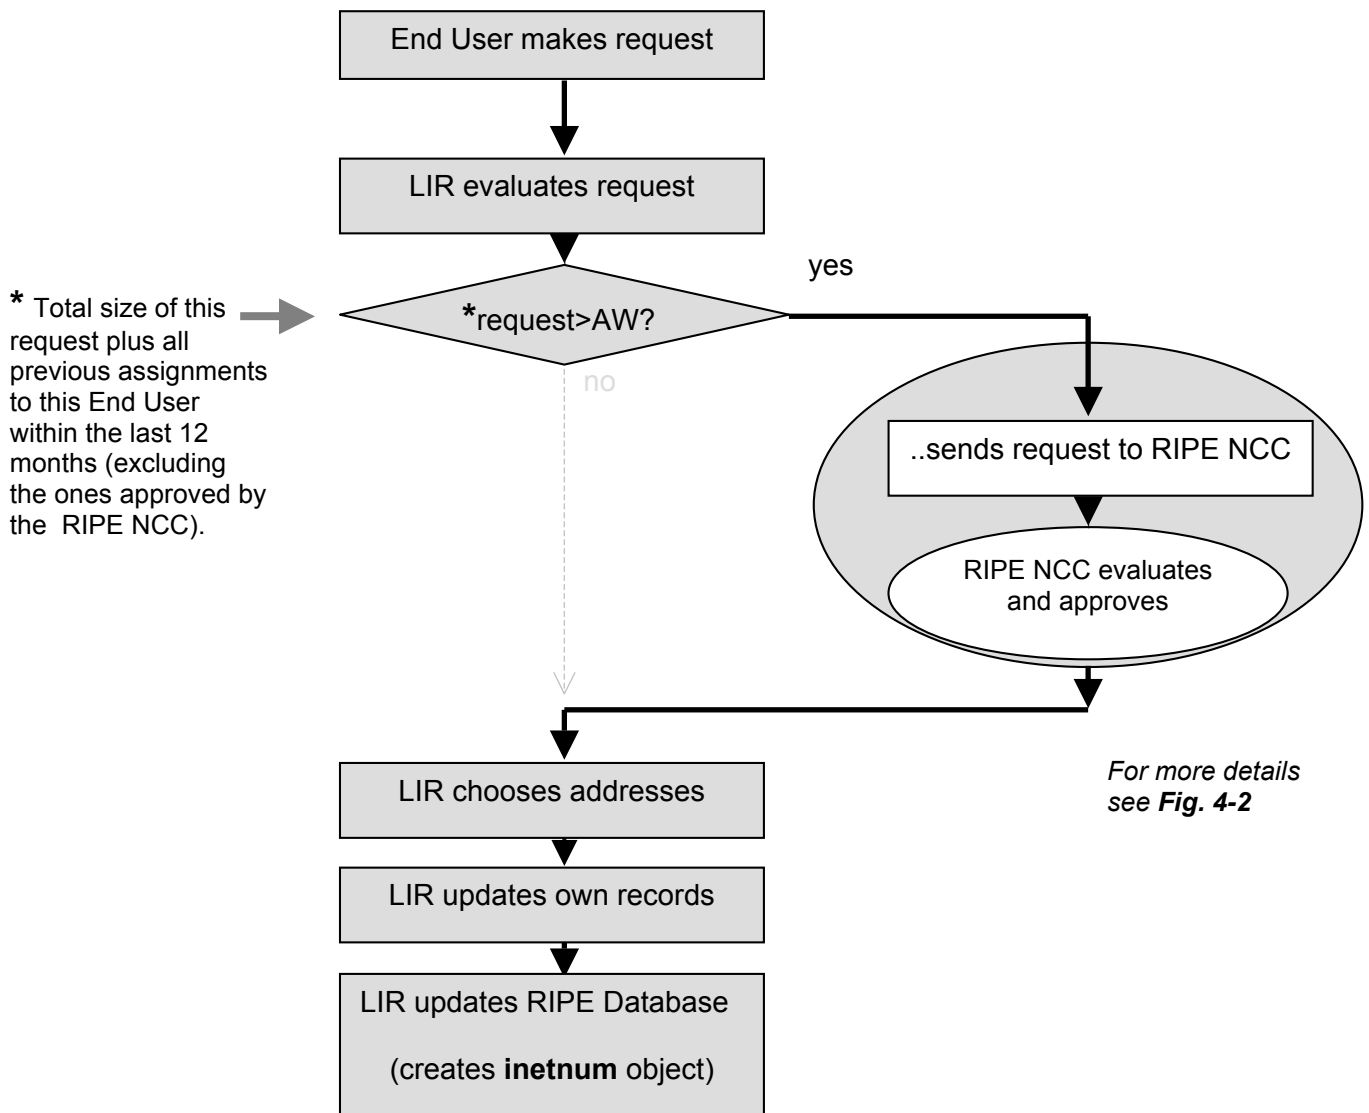 End User makes request
LIR evaluates request
yes
* Total size of this
request plus all
previous assignments
to this End User
within the last 12
months (excluding
the ones approved by
the RIPE NCC).
*request>AW?
no
..sends request to RIPE NCC
RIPE NCC evaluates
and approves
LIR chooses addresses
For more details
see Fig. 4-2
LIR updates own records
LIR updates RIPE Database
(creates inetnum object)